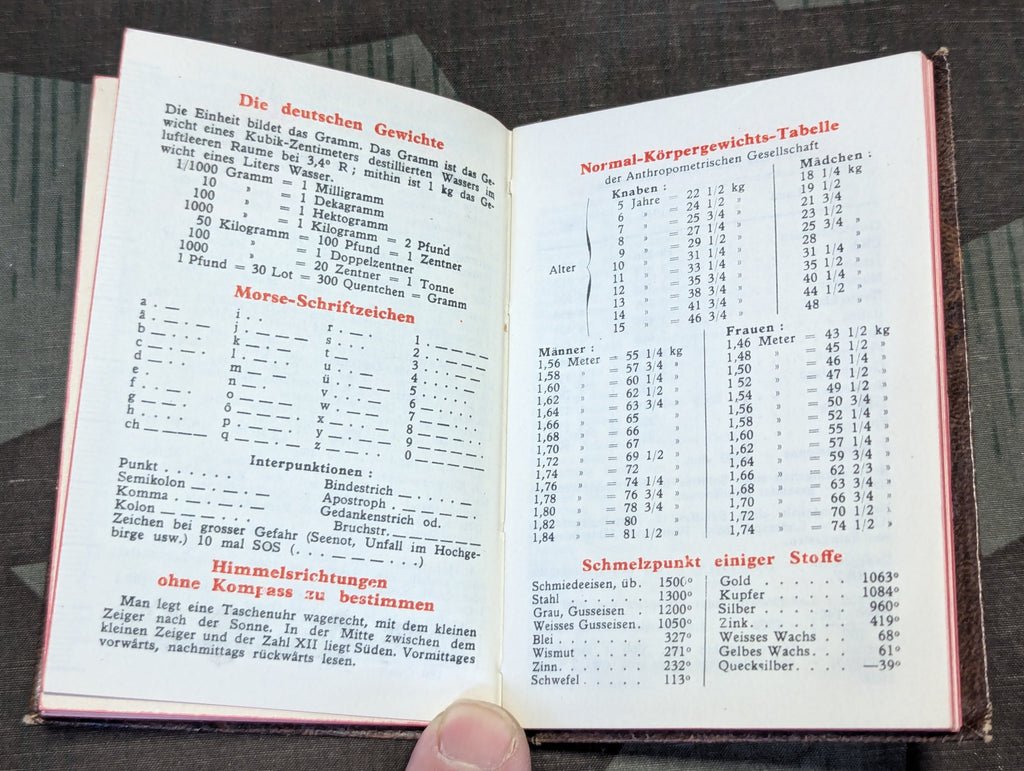 Die deutschen Gewichte
Die Einheit bildet das Gramm. Das Gramm ist das Ge-
wicht eines Kubik-Zentimeters destillierten Wassers im
luftleeren Raume bei 3,4° R ; mithin ist 1 kg das Ge-
wicht eines Liters Wasser.
1/1000 Gramm = 1 Milligramm
10 » = 1 Dekagramm
100 » = 1 Hektogramm
1000 » = 1 Kilogramm = 2 Pfund
50 Kilogramm = 100 Pfund = 1 Zentner
100 » = 1 Doppelzentner
1000 » = 20 Zentner = 1 Tonne
1 Pfund = 30 Lot = 300 Quentchen = Gramm
Morse-Schriftzeichen
a . _ i . . r . _ . 1 . _ _ _ _
ä . _ . _ j . _ _ _ s . . . 2 . . _ _ _
b _ . . . k _ . _ t _ 3 . . . _ _
c _ . _ . l . _ . . u . . _ 4 . . . . _
d _ . . m _ _ ü . . _ _ 5 . . . . .
e . n _ . v . . . _ 6 _ . . . .
f . . _ . o _ _ _ w . _ _ 7 _ _ . . .
g _ _ . ö _ _ _ . x _ . . _ 8 _ _ _ . .
h . . . . p . _ _ . y _ . _ _ 9 _ _ _ _ .
ch _ _ _ _ q _ _ . _ z _ _ . . 0 _ _ _ _ _
Interpunktionen :
Punkt . . . . . . Bindestrich _ . . . . _
Semikolon _ . _ . _ . Apostroph . _ _ _ _ .
Komma . _ . _ . _ Gedankenstrich od.
Kolon _ _ _ . . . Bruchstr. _ . . _ .
Zeichen bei grosser Gefahr (Seenot, Unfall im Hochge-
birge usw.) 10 mal SOS (. . . _ _ _ . . .)
Himmelsrichtungen
ohne Kompass zu bestimmen
Man legt eine Taschenuhr wagerecht, mit dem kleinen
Zeiger nach der Sonne. In der Mitte zwischen dem
kleinen Zeiger und der Zahl XII liegt Süden. Vormittages
vorwärts, nachmittags rückwärts lesen.
Normal-Körpergewichts-Tabelle
der Anthropometrischen Gesellschaft
Knaben : Mädchen :
5 Jahre = 22 1/2 kg 18 1/4 kg
6 » = 24 1/2 » 19 1/2 »
7 » = 25 3/4 » 21 3/4 »
8 » = 27 1/4 » 23 1/2 »
9 » = 29 1/2 » 25 3/4 »
Alter 10 » = 31 1/4 » 28 »
11 » = 33 1/4 » 31 1/4 »
12 » = 35 3/4 » 35 1/2 »
13 » = 38 3/4 » 40 1/4 »
14 » = 41 3/4 » 44 1/2 »
15 » = 46 3/4 » 48 »
Männer : Frauen :
1,56 Meter = 55 1/4 kg 1,46 Meter = 43 1/2 kg
1,58 » = 57 3/4 » 1,48 » = 45 1/2 »
1,60 » = 60 1/4 » 1,50 » = 46 1/4 »
1,62 » = 62 1/2 » 1 52 » = 47 1/2 »
1,64 » = 63 3/4 » 1,54 » = 49 1/2 »
1,66 » = 65 » 1,56 » = 50 3/4 »
1,68 » = 66 » 1,58 » = 52 1/4 »
1,70 » = 67 » 1,60 » = 55 1/4 »
1,72 » = 69 1/2 » 1,62 » = 57 1/4 »
1,74 » = 72 » 1,64 » = 59 3/4 »
1,76 » = 74 1/4 » 1,66 » = 62 2/3 »
1,78 » = 76 3/4 » 1,68 » = 63 3/4 »
1,80 » = 78 3/4 » 1,70 » = 66 3/4 »
1,82 » = 80 » 1,72 » = 70 1/2 »
1,84 » = 81 1/2 » 1,74 » = 74 1/2 »
Schmelzpunkt einiger Stoffe
Schmiedeeisen, üb. 1500° Gold . . . . . . . 1063°
Stahl . . . . . . 1300° Kupfer . . . . . . 1084°
Grau, Gusseisen . 1200° Silber . . . . . . 960°
Weisses Gusseisen. 1050° Zink. . . . . . . 419°
Blei . . . . . . . 327° Weisses Wachs . . 68°
Wismut . . . . . 271° Gelbes Wachs. . . 61°
Zinn. . . . . . . 232° Quecksilber. . . . —39°
Schwefel . . . . . 113°